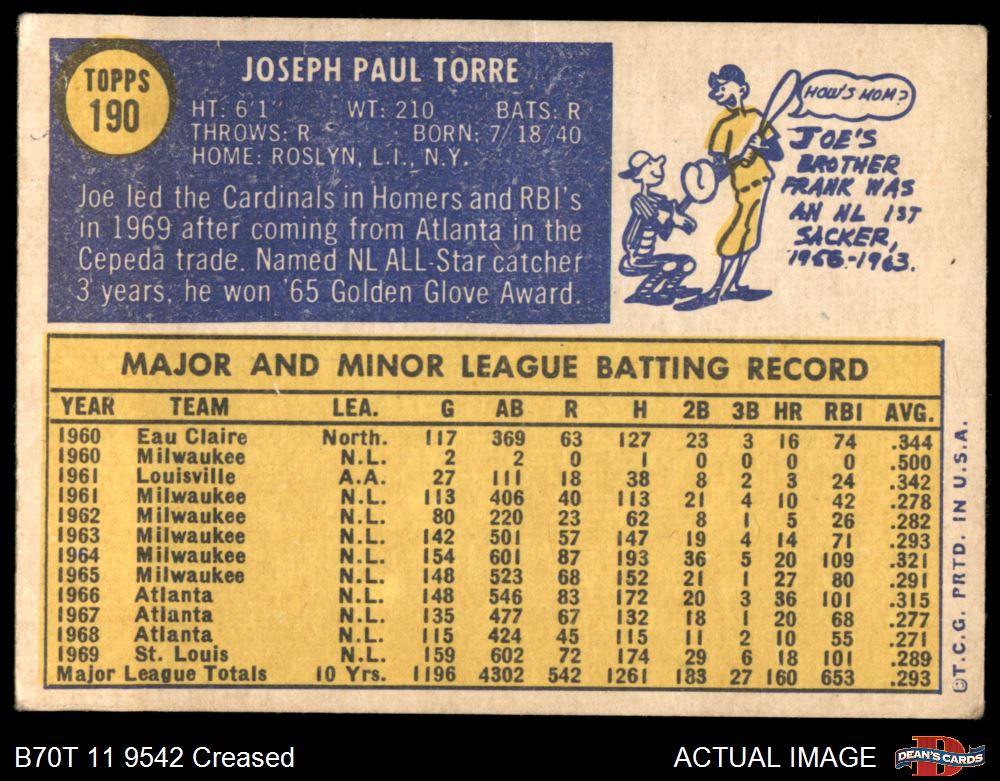 TOPPS
190
JOSEPH PAUL TORRE
HT: 6'1" WT: 210 BATS: R
THROWS: R BORN: 7/18/40
HOME: ROSLYN, L.I., N.Y.
Joe led the Cardinals in Homers and RBI's
in 1969 after coming from Atlanta in the
Cepeda trade. Named NL ALL-Star catcher
3 years, he won '65 Golden Glove Award.
HOW'S MOM?
JOE'S
BROTHER
FRANK WAS
AN NL 1ST
SACKER,
1956-1963.
MAJOR AND MINOR LEAGUE BATTING RECORD
YEAR TEAM LEA. G AB R H 2B 3B HR RBI AVG.
1960 Eau Claire North. 117 369 63 127 23 3 16 74 .344
1960 Milwaukee N.L. 2 2 0 1 0 0 0 0 .500
1961 Louisville A.A. 27 111 18 38 8 2 3 24 .342
1961 Milwaukee N.L. 113 406 40 113 21 4 10 42 .278
1962 Milwaukee N.L. 80 220 23 62 8 1 5 26 .282
1963 Milwaukee N.L. 142 501 57 147 19 4 14 71 .293
1964 Milwaukee N.L. 154 601 87 193 36 5 20 109 .321
1965 Milwaukee N.L. 148 523 68 152 21 1 27 80 .291
1966 Atlanta N.L. 148 546 83 172 20 3 36 101 .315
1967 Atlanta N.L. 135 477 67 132 18 1 20 68 .277
1968 Atlanta N.L. 115 424 45 115 11 2 10 55 .271
1969 St. Louis N.L. 159 602 72 174 29 6 18 101 .289
Major League Totals 10 Yrs. 1196 4302 542 1261 183 27 160 653 .293
©T.C.G. PRTD. IN U.S.A.
B70T 11 9542 Creased
ACTUAL IMAGE
D
DEAN'S CARDS